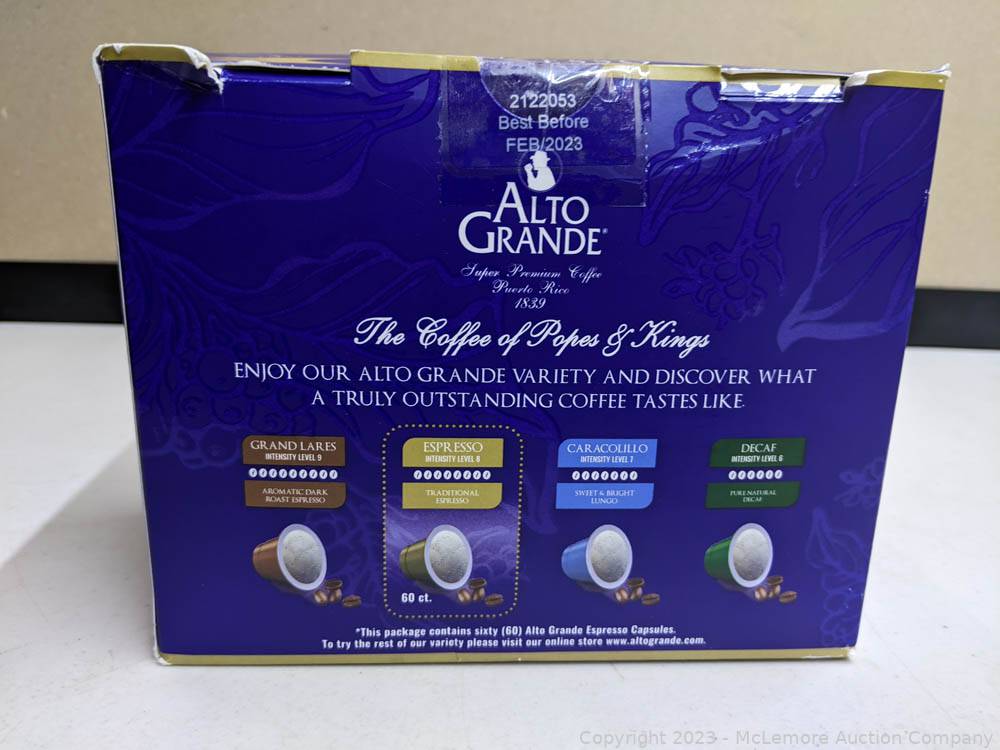 2122053
Best Before
FEB/2023
ALTO
GRANDE®
Super Premium Coffee
Puerto Rico
1839
The Coffee of Popes & Kings
ENJOY OUR ALTO GRANDE VARIETY AND DISCOVER WHAT
A TRULY OUTSTANDING COFFEE TASTES LIKE.
GRAND LARES
INTENSITY LEVEL 9
AROMATIC DARK
ROAST ESPRESSO
ESPRESSO
INTENSITY LEVEL 8
TRADITIONAL
ESPRESSO
60 ct.
CARACOLILLO
INTENSITY LEVEL 7
SWEET & BRIGHT
LUNGO
DECAF
INTENSITY LEVEL 6
PURE NATURAL
DECAF
*This package contains sixty (60) Alto Grande Espresso Capsules.
To try the rest of our variety please visit our online store www.altogrande.com.
Copyright 2023 - McLemore Auction Company